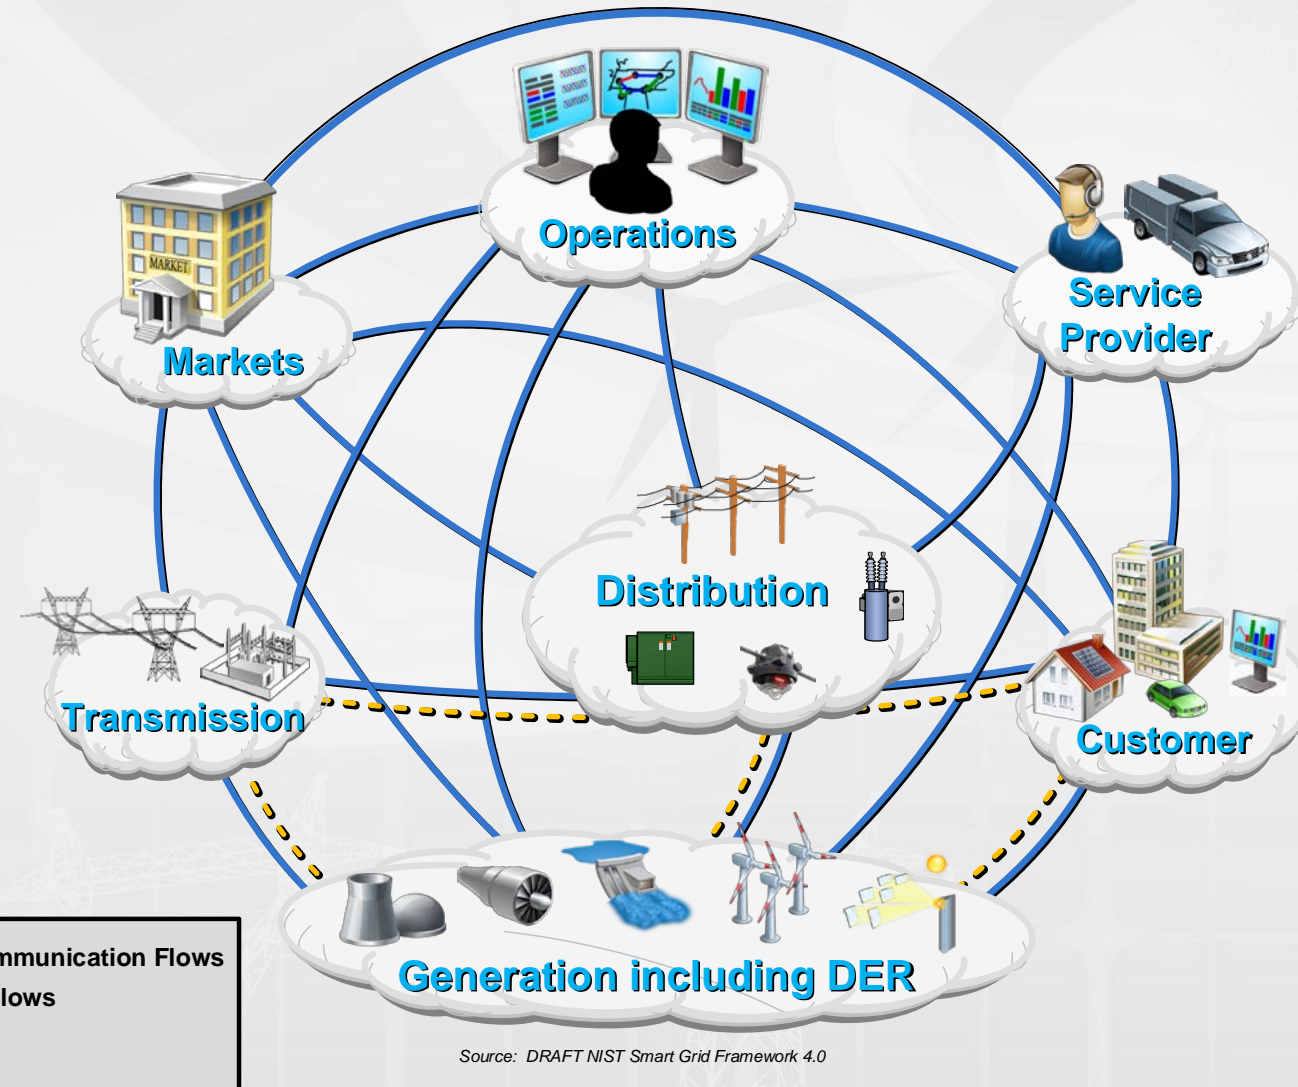 Operations
MARKET
Service
Provider
Markets
Distribution
Transmission
Customer
Generation including DER
mmunication Flows
lows
Source: DRAFT NIST Smart Grid Framework 4.0